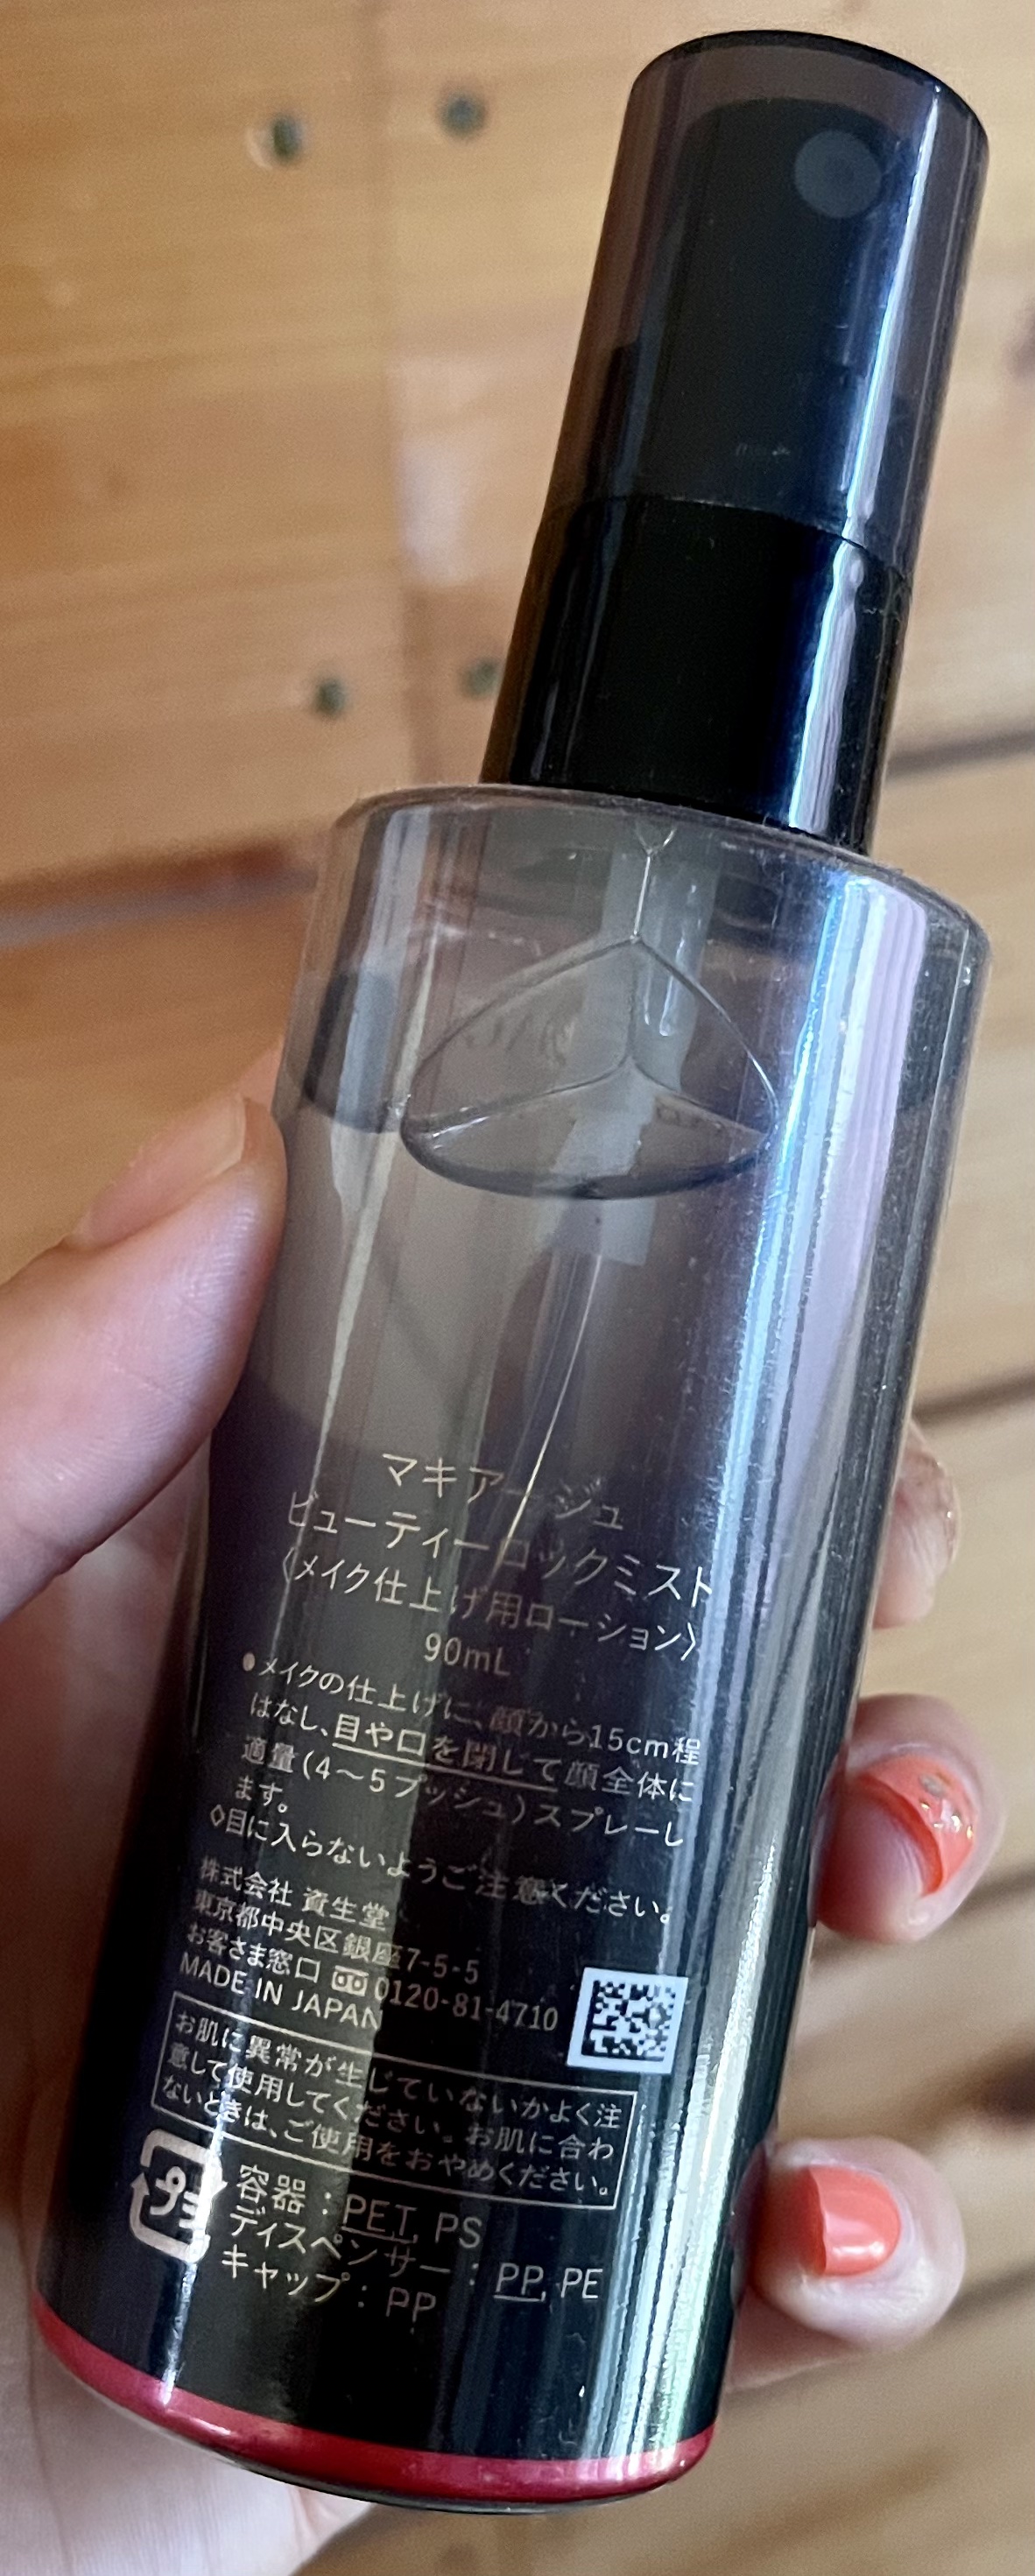 マキアージュ
ビューティーロックミスト
〈メイク仕上げ用ローション〉
90mL
●メイクの仕上げに、顔から15cm程
はなし、目や口を閉じて顔全体に
適量(4～5プッシュ)スプレーし
ます。
◇目に入らないようご注意ください。
株式会社 資生堂
東京都中央区銀座7-5-5
お客さま窓口 0120-81-4710
MADE IN JAPAN
お肌に異常が生じていないかよく注
意して使用してください。お肌に合わ
ないときは、ご使用をおやめください。
プラ
容器：PET, PS
ディスペンサー：PP, PE
キャップ：PP